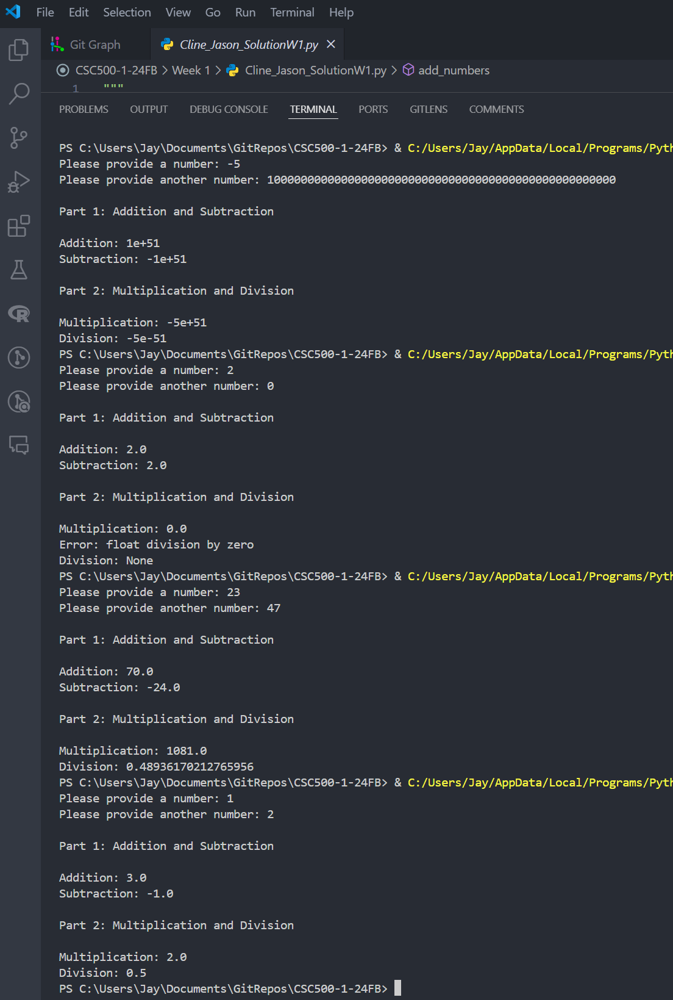 File Edit Selection View Go Run Terminal Help
Git Graph Cline_Jason_SolutionW1.py
CSC500-1-24FB > Week 1 > Cline_Jason_SolutionW1.py > add_numbers
1 """
PROBLEMS OUTPUT DEBUG CONSOLE TERMINAL PORTS GITLENS COMMENTS
PS C:\Users\Jay\Documents\GitRepos\CSC500-1-24FB> & C:/Users/Jay/AppData/Local/Programs/Pyth
Please provide a number: -5
Please provide another number: 1000000000000000000000000000000000000000000000000000
Part 1: Addition and Subtraction
Addition: 1e+51
Subtraction: -1e+51
Part 2: Multiplication and Division
Multiplication: -5e+51
Division: -5e-51
PS C:\Users\Jay\Documents\GitRepos\CSC500-1-24FB> & C:/Users/Jay/AppData/Local/Programs/Pyth
Please provide a number: 2
Please provide another number: 0
Part 1: Addition and Subtraction
Addition: 2.0
Subtraction: 2.0
Part 2: Multiplication and Division
Multiplication: 0.0
Error: float division by zero
Division: None
PS C:\Users\Jay\Documents\GitRepos\CSC500-1-24FB> & C:/Users/Jay/AppData/Local/Programs/Pyth
Please provide a number: 23
Please provide another number: 47
Part 1: Addition and Subtraction
Addition: 70.0
Subtraction: -24.0
Part 2: Multiplication and Division
Multiplication: 1081.0
Division: 0.48936170212765956
PS C:\Users\Jay\Documents\GitRepos\CSC500-1-24FB> & C:/Users/Jay/AppData/Local/Programs/Pyth
Please provide a number: 1
Please provide another number: 2
Part 1: Addition and Subtraction
Addition: 3.0
Subtraction: -1.0
Part 2: Multiplication and Division
Multiplication: 2.0
Division: 0.5
PS C:\Users\Jay\Documents\GitRepos\CSC500-1-24FB>